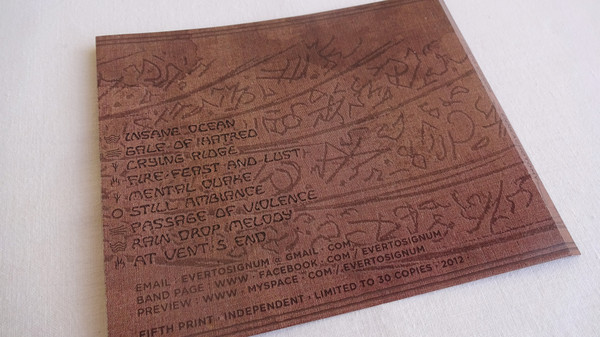 INSANE OCEAN
GALE OF HATRED
CRYING RIDGE
FIRE FEAST AND LUST
MENTAL QUAKE
STILL AMBIANCE
PASSAGE OF VIOLENCE
RAIN DROP MELODY
AT VENT'S END
EMAIL . EVERTOSIGNUM @ GMAIL . COM
BAND PAGE : WWW . FACEBOOK . COM / EVERTOSIGNUM
PREVIEW : WWW . MYSPACE . COM / EVERTOSIGNUM
FIFTH PRINT . INDEPENDENT . LIMITED TO 30 COPIES . 2012